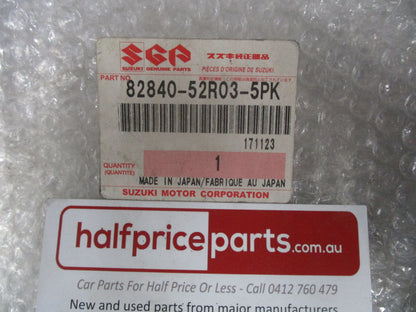 SGP
スズキ純正部品
SUZUKI GENUINE PARTS
PIÈCES D'ORIGINE DE SUZUKI
PART NO.
82840-52R03-5PK
171123
QUANTITY
(QUANTITÉ)
1
MADE IN JAPAN/FABRIQUE AU JAPAN
SUZUKI MOTOR CORPORATION
halfpriceparts.com.au
Car Parts For Half Price Or Less - Call 0412 760 479
New and used parts from major manufacturers